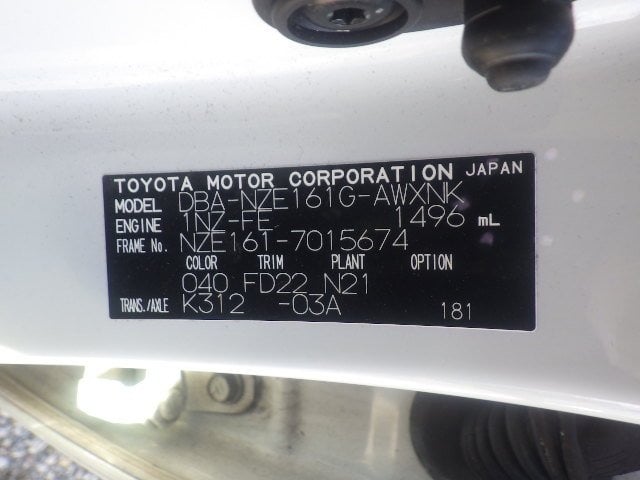 TOYOTA MOTOR CORPORATION JAPAN
MODEL DBA-NZE161G-AWXNK
ENGINE 1NZ-FE 1496 mL
FRAME No. NZE161-7015674
COLOR TRIM PLANT OPTION
040 FD22 N21
TRANS./AXLE K312 -03A 181